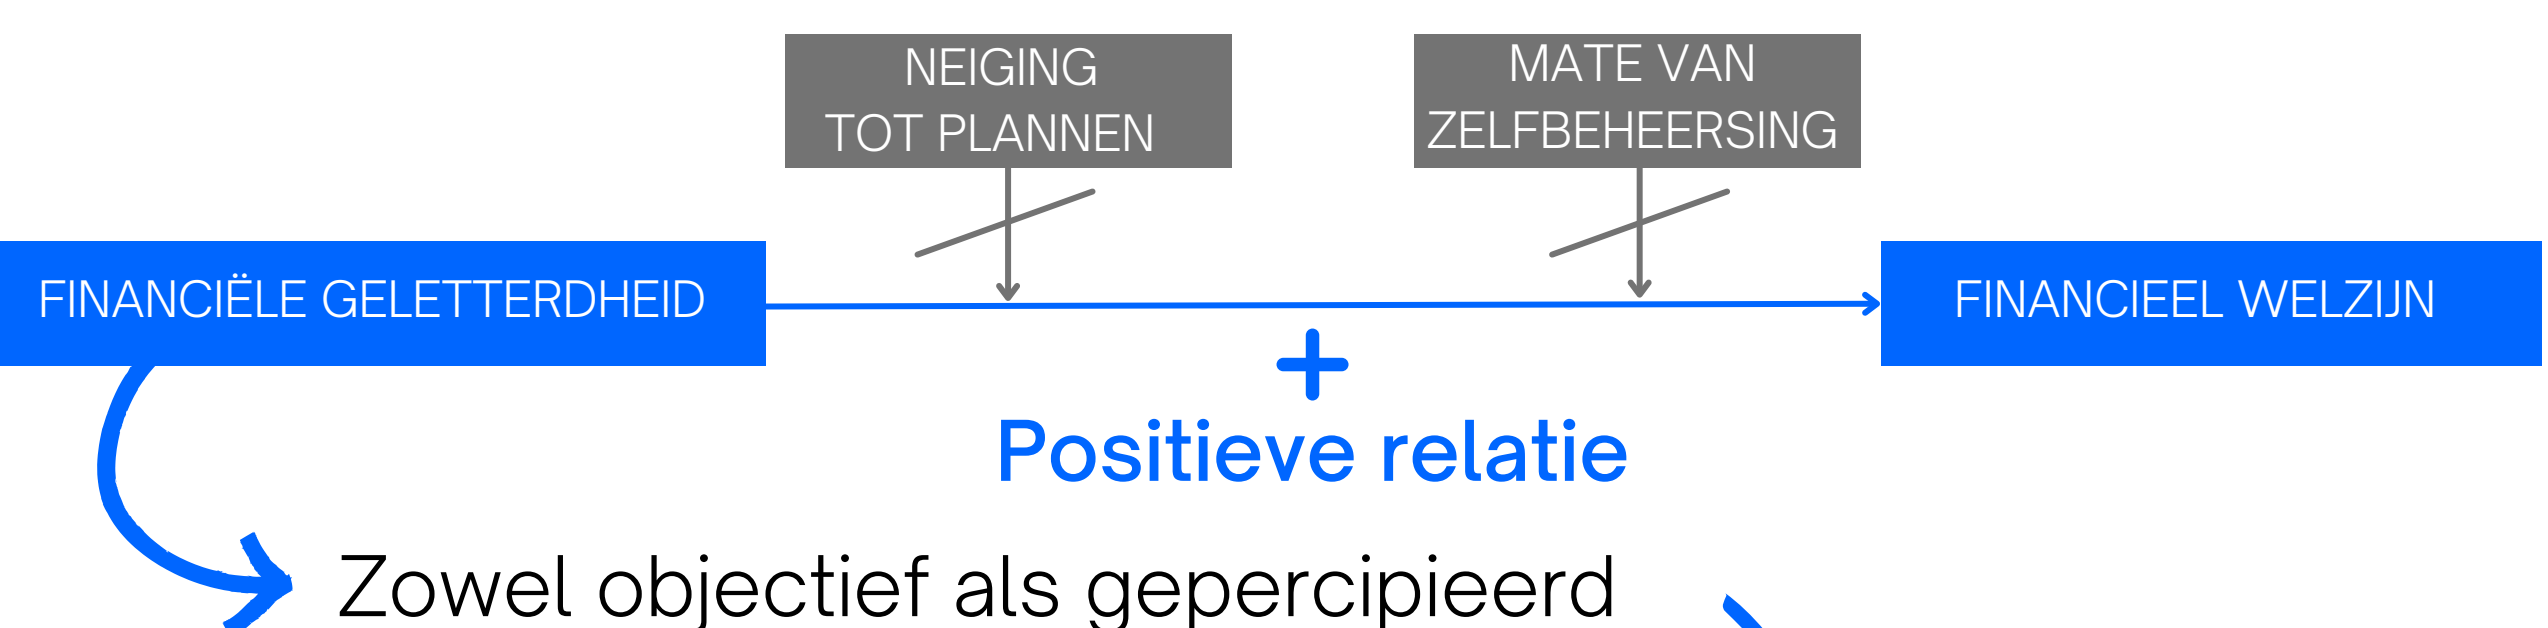 NEIGING
TOT PLANNEN
MATE VAN
ZELFBEHEERSING
FINANCIËLE GELETTERDHEID
FINANCIEEL WELZIJN
+
Positieve relatie
Zowel objectief als gepercipieerd